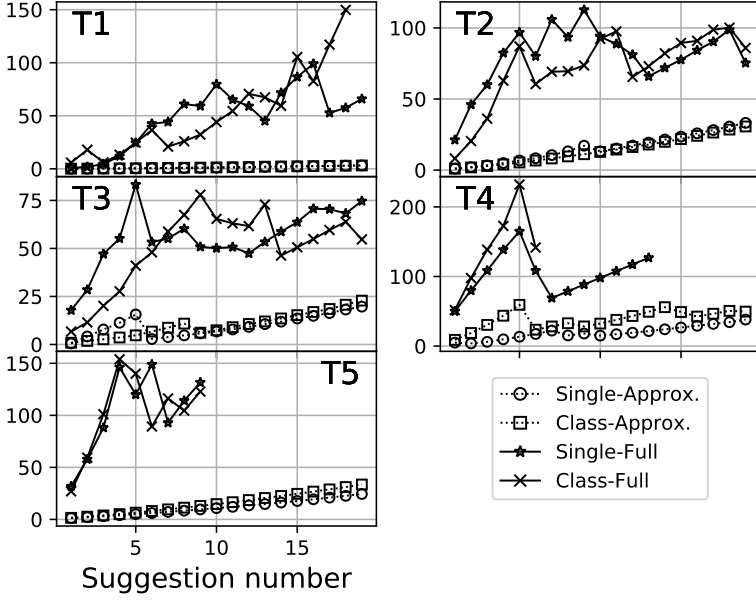 T1
150
100
50
0
T2
100
50
0
T3
75
50
25
0
T4
200
100
0
T5
150
100
50
0
5 10 15
Suggestion number
Single-Approx.
Class-Approx.
Single-Full
Class-Full